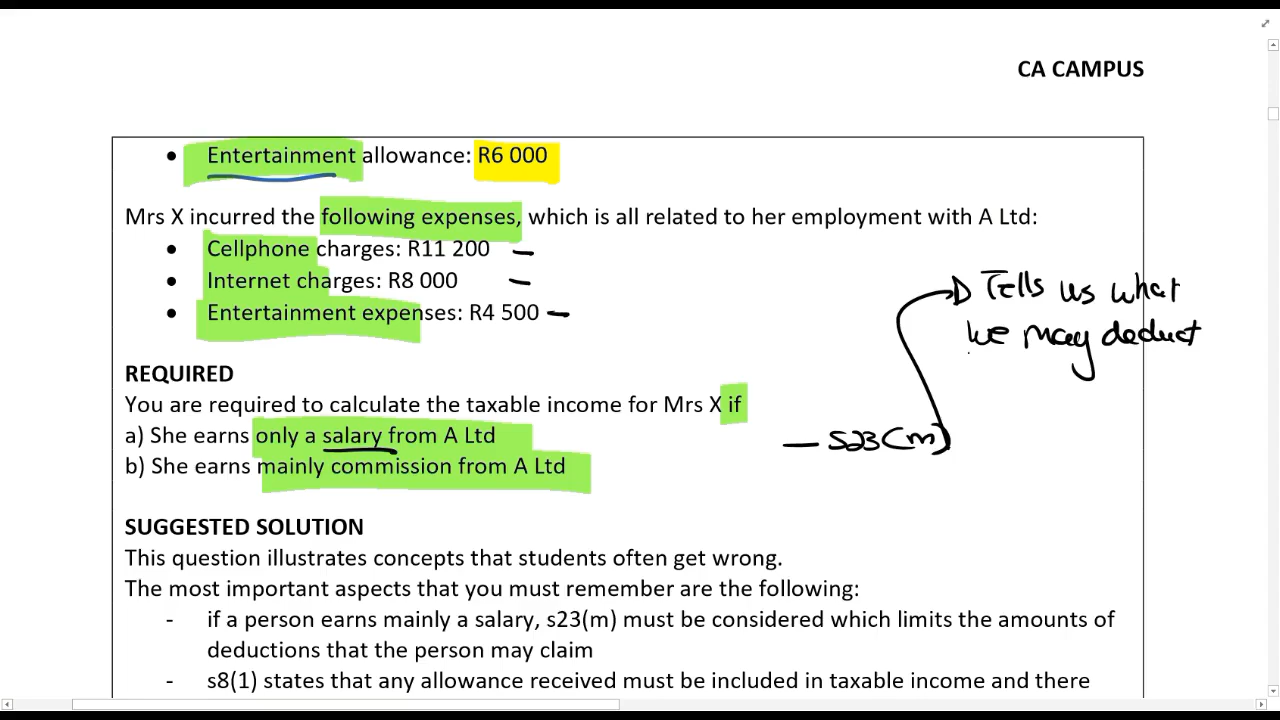 CA CAMPUS
• Entertainment allowance: R6 000
Mrs X incurred the following expenses, which is all related to her employment with A Ltd:
• Cellphone charges: R11 200
• Internet charges: R8 000
• Entertainment expenses: R4 500
Tells us what
we may deduct
REQUIRED
You are required to calculate the taxable income for Mrs X if
a) She earns only a salary from A Ltd
— s23(m)
b) She earns mainly commission from A Ltd
SUGGESTED SOLUTION
This question illustrates concepts that students often get wrong.
The most important aspects that you must remember are the following:
- if a person earns mainly a salary, s23(m) must be considered which limits the amounts of
deductions that the person may claim
- s8(1) states that any allowance received must be included in taxable income and there